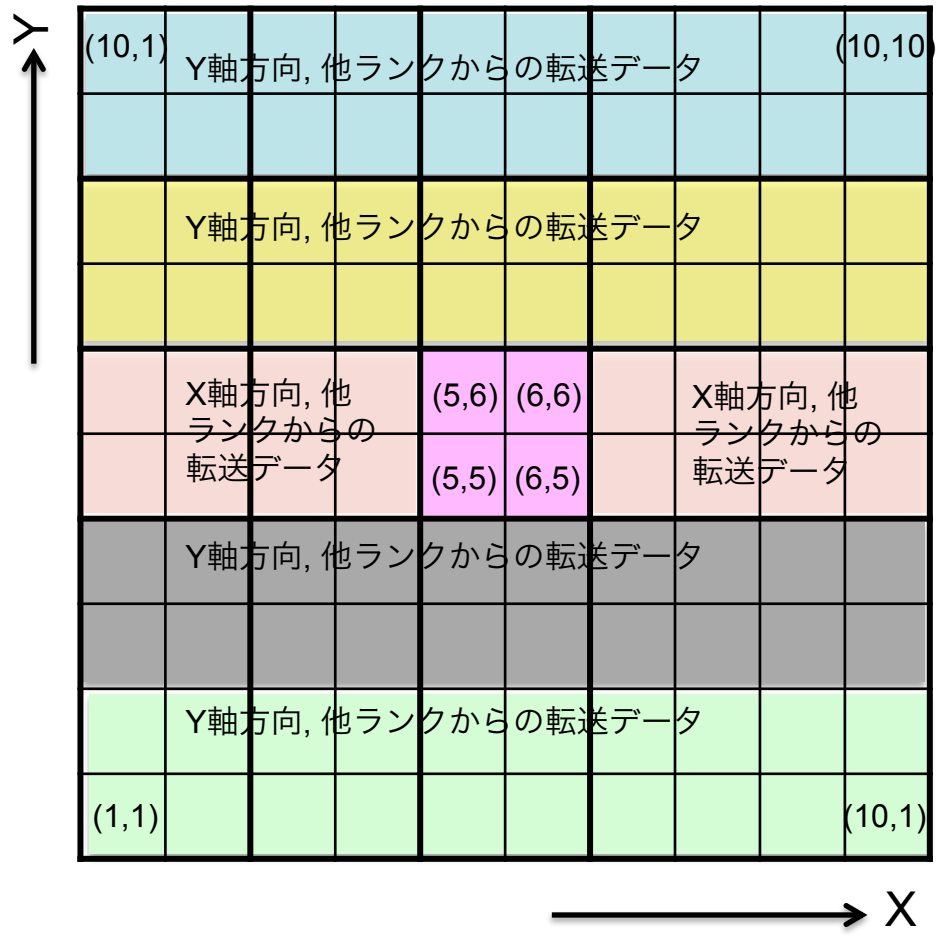 Y
(10,1)
(10,10)
Y軸方向, 他ランクからの転送データ
Y軸方向, 他ランクからの転送データ
X軸方向, 他
ランクからの
転送データ
(5,6) (6,6)
(5,5) (6,5)
X軸方向, 他
ランクからの
転送データ
Y軸方向, 他ランクからの転送データ
Y軸方向, 他ランクからの転送データ
(1,1)
(10,1)
X